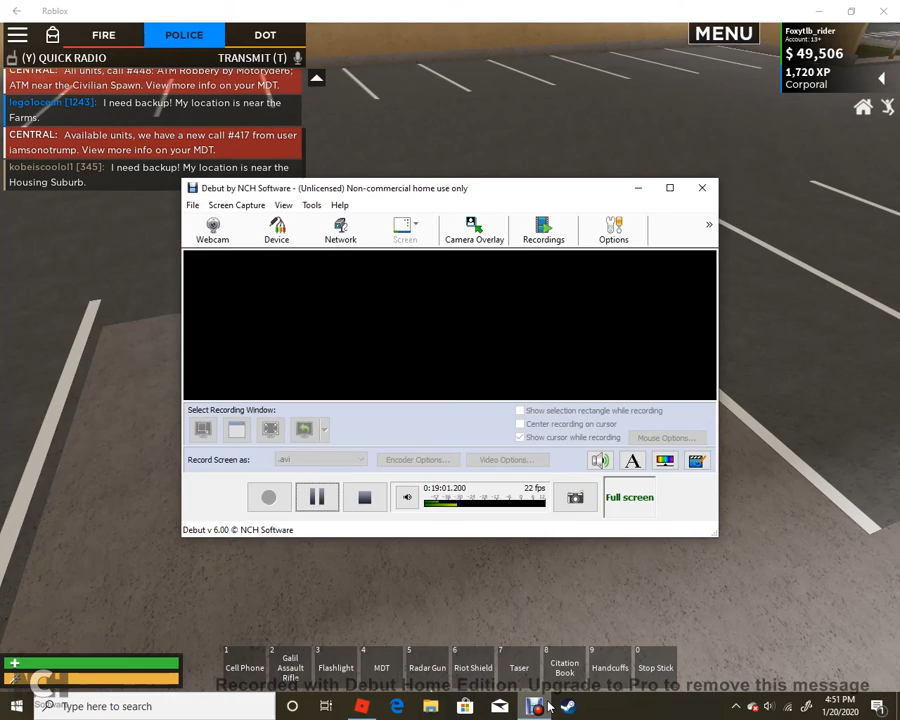 Roblox
FIRE POLICE DOT
(Y) QUICK RADIO TRANSMIT (T)
CENTRAL: All units, call #448: ATM Robbery by
ATM near the Civilian Spawn. View more info on your MDT.
[1243]: I need backup! My location is near the
Farms.
CENTRAL: Available units, we have a new call #417 from user
iamsonotrump. View more info on your MDT.
kobeiscoolol1 [345]: I need backup! My location is near the
Housing Suburb.
MENU
Foxytlb_rider
Account: 13+
$ 49,506
1,720 XP
Corporal
Debut by NCH Software - (Unlicensed) Non-commercial home use only
File Screen Capture View Tools Help
Webcam Device Network Screen Camera Overlay Recordings Options »
Select Recording Window:
Show selection rectangle while recording
Center recording on cursor
Show cursor while recording Mouse Options...
Record Screen as: .avi Encoder Options... Video Options... A
0:19:01.200 22 fps
Full screen
Debut v 6.00 © NCH Software
1 2 3 4 5 6 7 8 9 0
Cell Phone Galil Assault Rifle Flashlight MDT Radar Gun Riot Shield Taser Citation Book Handcuffs Stop Stick
Recorded with Debut Home Edition. Upgrade to Pro to remove this message
NCH
Software
Type here to search
4:51 PM
1/20/2020
1